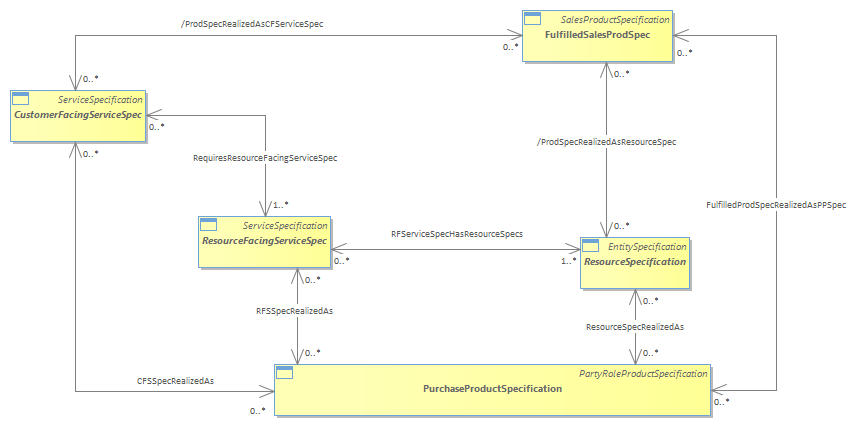 /ProdSpecRealizedAsCFServiceSpec
SalesProductSpecification
FulfilledSalesProdSpec
0..*
0..*
0..*
0..*
ServiceSpecification
CustomerFacingServiceSpec
0..*
0..*
/ProdSpecRealizedAsResourceSpec
RequiresResourceFacingServiceSpec
1..*
FulfilledProdSpecRealizedAsPPSpec
ServiceSpecification
ResourceFacingServiceSpec
0..*
RFServiceSpecHasResourceSpecs
0..*
1..*
EntitySpecification
ResourceSpecification
0..*
0..*
RFSSpecRealizedAs
ResourceSpecRealizedAs
0..*
0..*
PartyRoleProductSpecification
PurchaseProductSpecification
CFSSpecRealizedAs
0..*
0..*